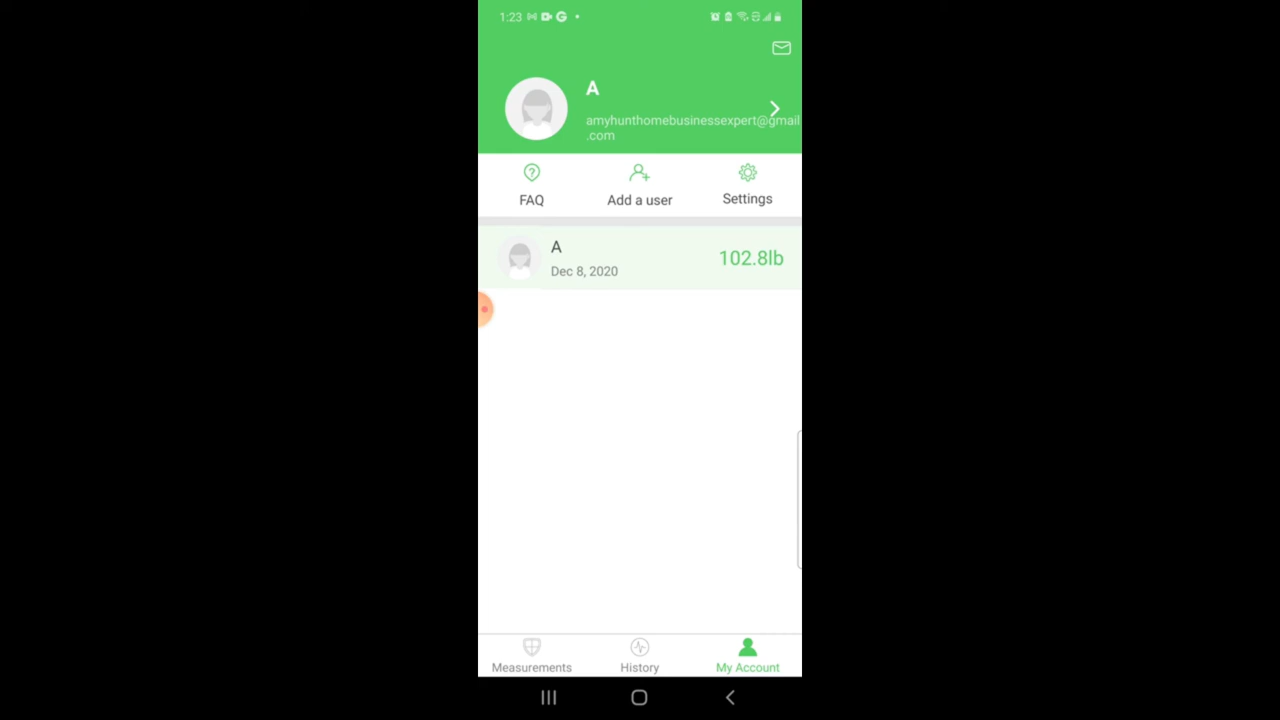 1:23
A
amyhunthomebusinessexpert@gmail
.com
FAQ
Add a user
Settings
A
Dec 8, 2020
102.8lb
Measurements
History
My Account